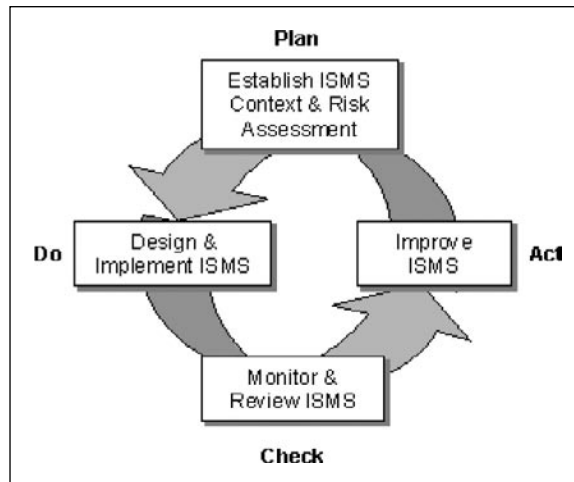 Plan
Establish ISMS
Context & Risk
Assessment
Do
Design &
Implement ISMS
Improve
ISMS
Act
Monitor &
Review ISMS
Check